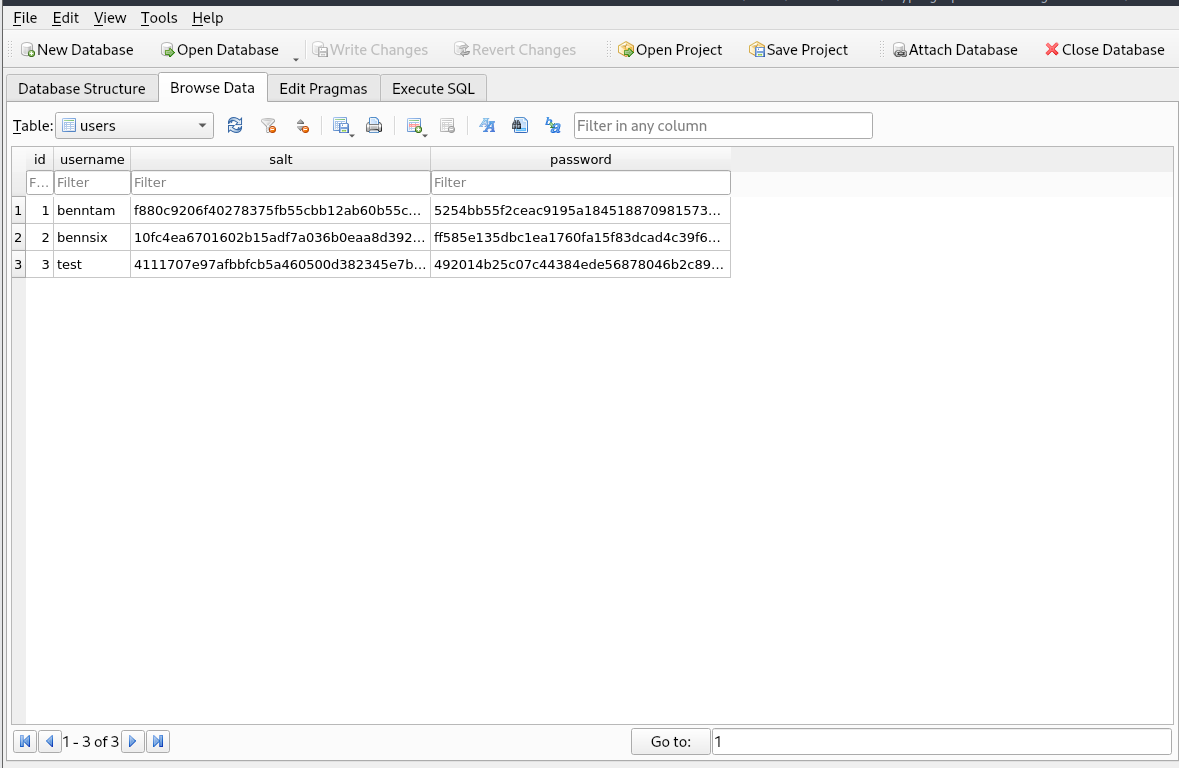 File Edit View Tools Help
New Database Open Database Write Changes Revert Changes Open Project Save Project Attach Database Close Database
Database Structure Browse Data Edit Pragmas Execute SQL
Table: users Filter in any column
id username salt password
F... Filter Filter Filter
1 1 benntam f880c9206f40278375fb55cbb12ab60b55c... 5254bb55f2ceac9195a184518870981573...
2 2 bennsix 10fc4ea6701602b15adf7a036b0eaa8d392... ff585e135dbc1ea1760fa15f83dcad4c39f6...
3 3 test 4111707e97afbbfcb5a460500d382345e7b... 492014b25c07c44384ede56878046b2c89...
1 - 3 of 3 Go to: 1